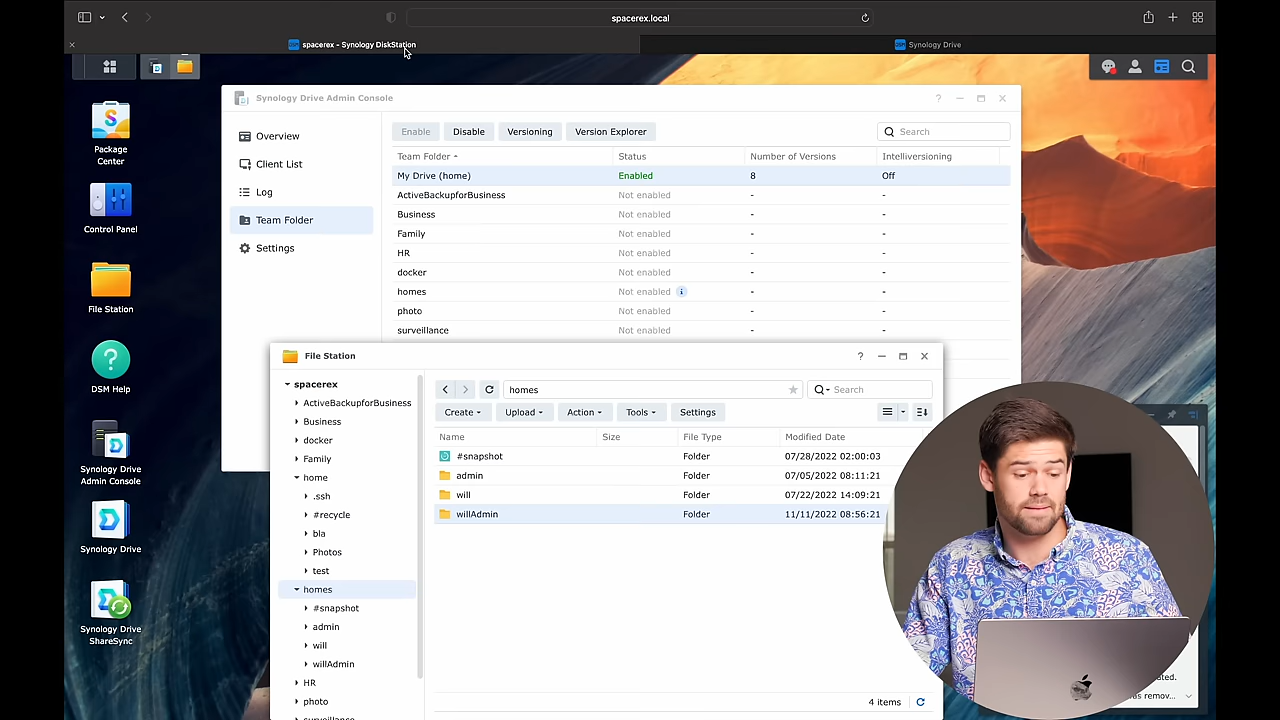 spacerex.local
spacerex - Synology DiskStation
Synology Drive
Package
Center
Control Panel
File Station
DSM Help
Synology Drive
Admin Console
Synology Drive
Synology Drive
ShareSync
Synology Drive Admin Console
Overview
Client List
Log
Team Folder
Settings
Enable Disable Versioning Version Explorer Search
Team Folder Status Number of Versions Intelliversioning
My Drive (home) Enabled 8 Off
ActiveBackupforBusiness Not enabled - -
Business Not enabled - -
Family Not enabled - -
HR Not enabled - -
docker Not enabled - -
homes Not enabled - -
photo Not enabled - -
surveillance Not enabled - -
File Station
spacerex
ActiveBackupforBusiness
Business
docker
Family
home
.ssh
#recycle
bla
Photos
test
homes
#snapshot
admin
will
willAdmin
HR
photo
surveillance
homes Search
Create Upload Action Tools Settings
Name Size File Type Modified Date
#snapshot Folder 07/28/2022 02:00:03
admin Folder 07/05/2022 08:11:21
will Folder 07/22/2022 14:09:21
willAdmin Folder 11/11/2022 08:56:21
4 items
as remov...